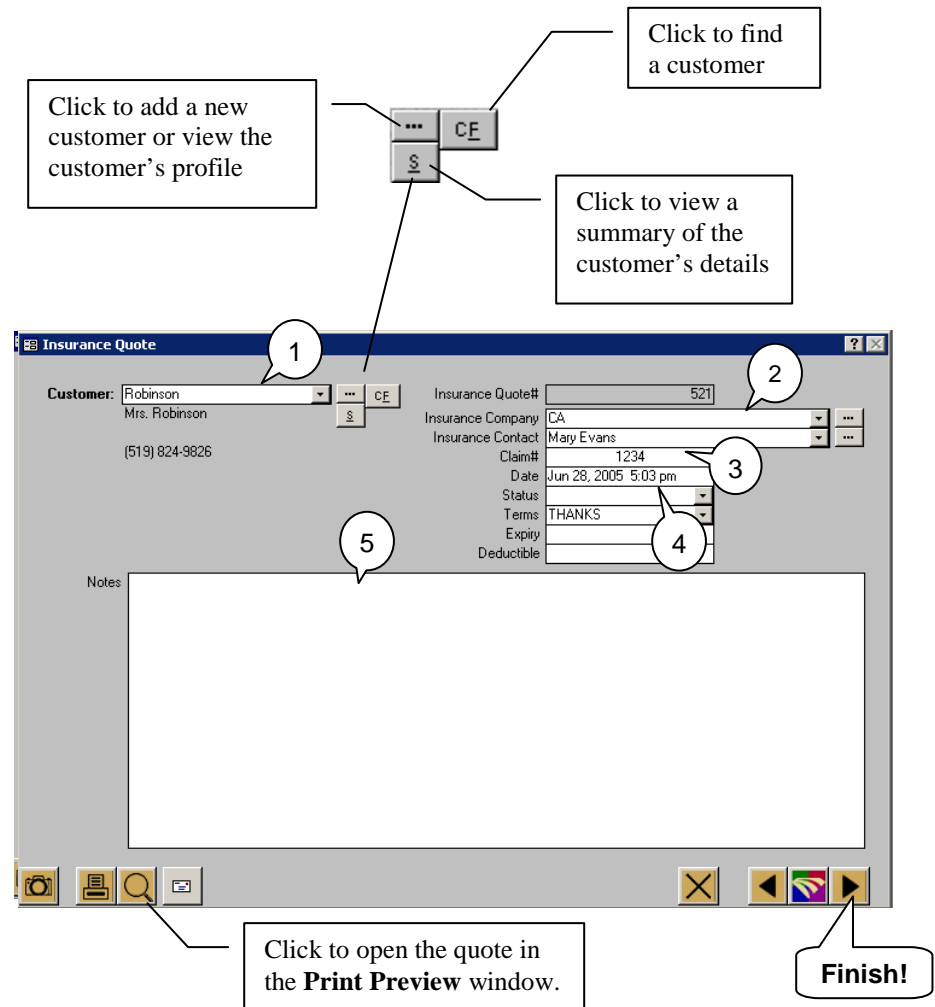 Click to find
a customer
Click to add a new
customer or view the
customer’s profile
... CF
S
Click to view a
summary of the
customer’s details
Insurance Quote
1
2
Customer: Robinson ... CF
S
Mrs. Robinson
(519) 824-9826
Insurance Quote# 521
Insurance Company CA ...
Insurance Contact Mary Evans ...
Claim# 1234
3
Date Jun 28, 2005 5:03 pm
Status
Terms THANKS
4
Expiry
Deductible
5
Notes
Click to open the quote in
the Print Preview window.
Finish!